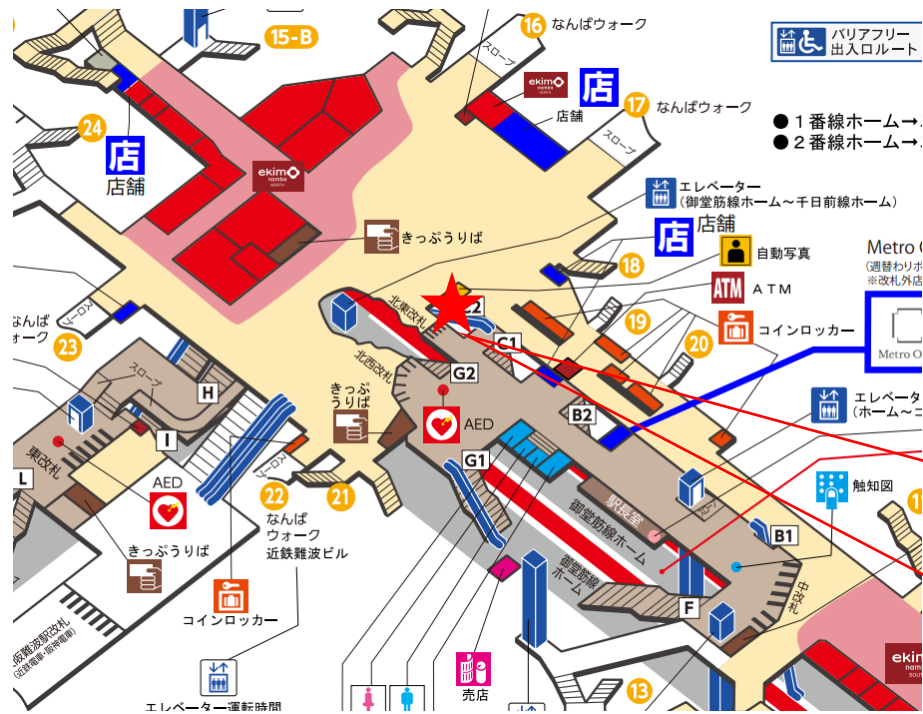 15-B
16 なんばウォーク
スロープ
ekimo
namba
NORTH
店
店舗
17 なんばウォーク
スロープ
バリアフリー
出入口ルート
●1番線ホーム→
●2番線ホーム→
24
店
店舗
ekimo
namba
NORTH
エレベーター
(御堂筋線ホーム～千日前線ホーム)
きっぷうりば
店 店舗
自動写真
18
ATM ATM
コインロッカー
19
20
Metro
(週替わりポ
※改札外店
Metro O
スロープ
なんば
ォーク
23
北東改札
C2
C1
北西改札
G2
きっぷ
うりば
AED
B2
エレベータ
(ホーム～コ
スロープ
H
I
L
東改札
AED
G1
駅長室
御堂筋線ホーム
御堂筋線
ホーム
スロープ
触知図
B1
中改札
F
スロープ
22
21
なんば
ウォーク
近鉄難波ビル
きっぷうりば
コインロッカー
阪難波駅改札
(近鉄電車・阪神電車)
売店
13
ekim
namba
SOUT
エレベーター運転時間